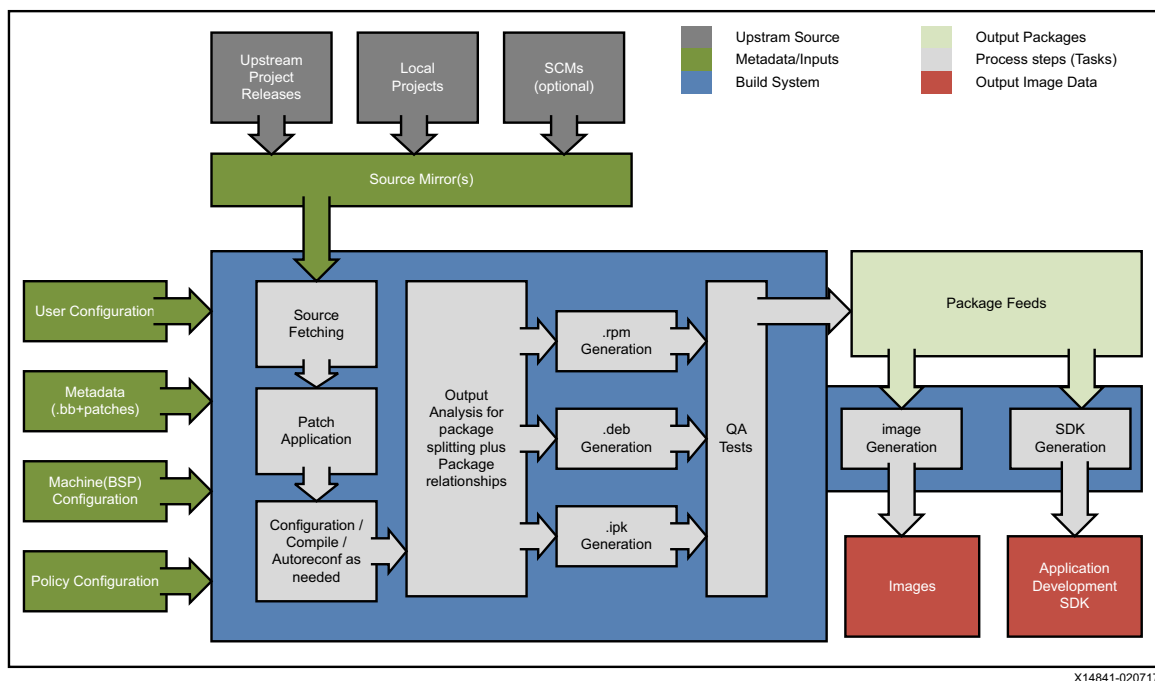 Upstream
Project
Releases
Local
Projects
SCMs
(optional)
Upstram Source
Metadata/Inputs
Build System
Output Packages
Process steps (Tasks)
Output Image Data
Source Mirror(s)
User Configuration
Metadata
(.bb+patches)
Machine(BSP)
Configuration
Policy Configuration
Source
Fetching
Patch
Application
Configuration /
Compile /
Autoreconf as
needed
Output
Analysis for
package
splitting plus
Package
relationships
.rpm
Generation
.deb
Generation
.ipk
Generation
QA
Tests
Package Feeds
image
Generation
SDK
Generation
Images
Application
Development
SDK
X14841-020717